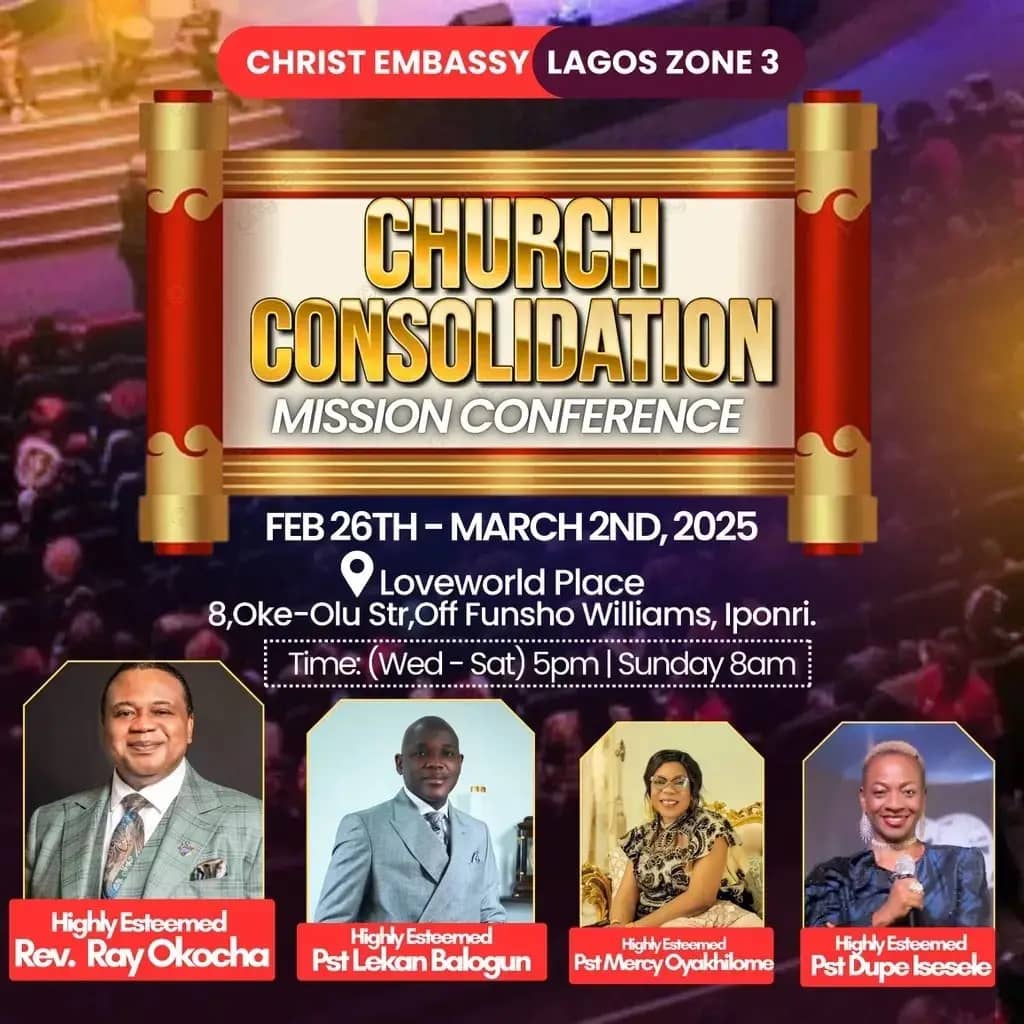 CHRIST EMBASSY LAGOS ZONE 3
CHURCH
CONSOLIDATION
MISSION CONFERENCE
FEB 26TH - MARCH 2ND, 2025
Loveworld Place
8,Oke-Olu Str,Off Funsho Williams, Iponri.
Time: (Wed - Sat) 5pm | Sunday 8am
Highly Esteemed
Rev. Ray Okocha
Highly Esteemed
Pst Lekan Balogun
Highly Esteemed
Pst Mercy Oyakhilome
Highly Esteemed
Pst Dupe Isesele